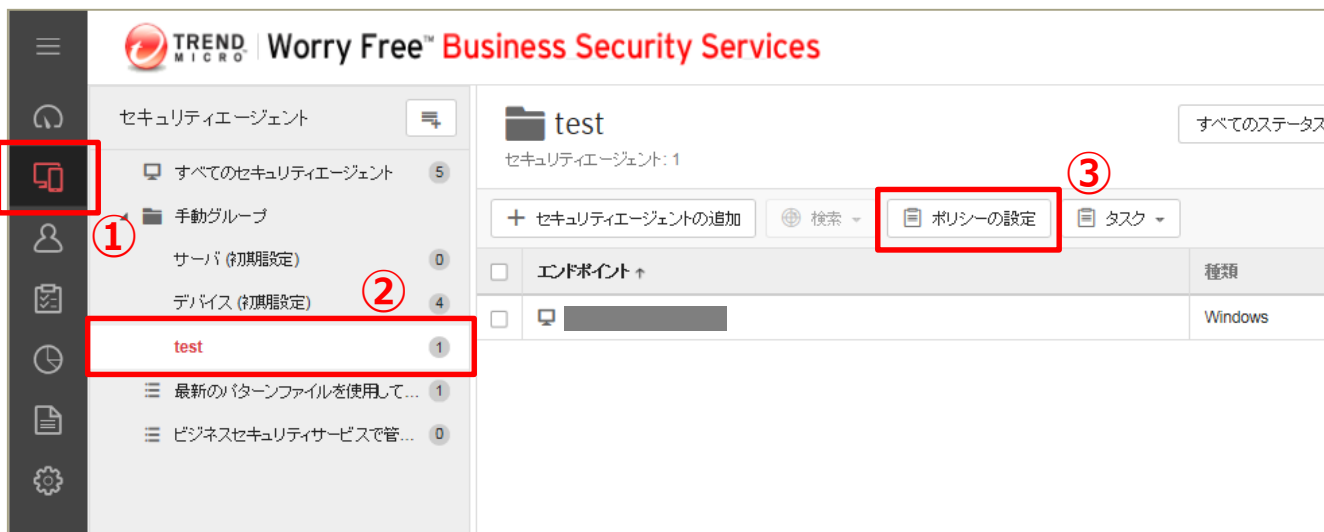 TREND MICRO Worry Free™ Business Security Services
セキュリティエージェント
すべてのセキュリティエージェント 5
① 手動グループ
サーバ (初期設定) 0
デバイス (初期設定) 4
② test 1
最新のパターンファイルを使用して... 1
ビジネスセキュリティサービスで管... 0
test
セキュリティエージェント: 1
すべてのステータス
③
+ セキュリティエージェントの追加 検索 ポリシーの設定 タスク
エンドポイント ↑ 種類
Windows